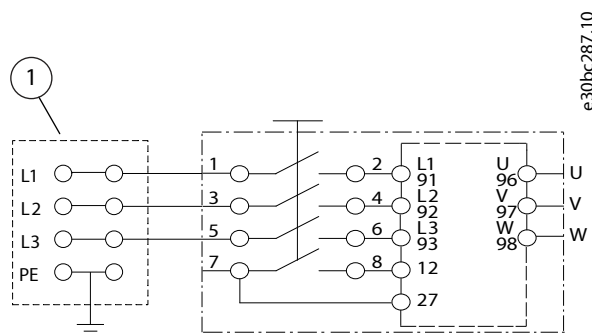 e30bc287.10
1
L1 1 2 L1 91 U 96 U
L2 3 4 L2 92 V 97 V
L3 5 6 L3 93 W 98 W
PE 7 8 12
27